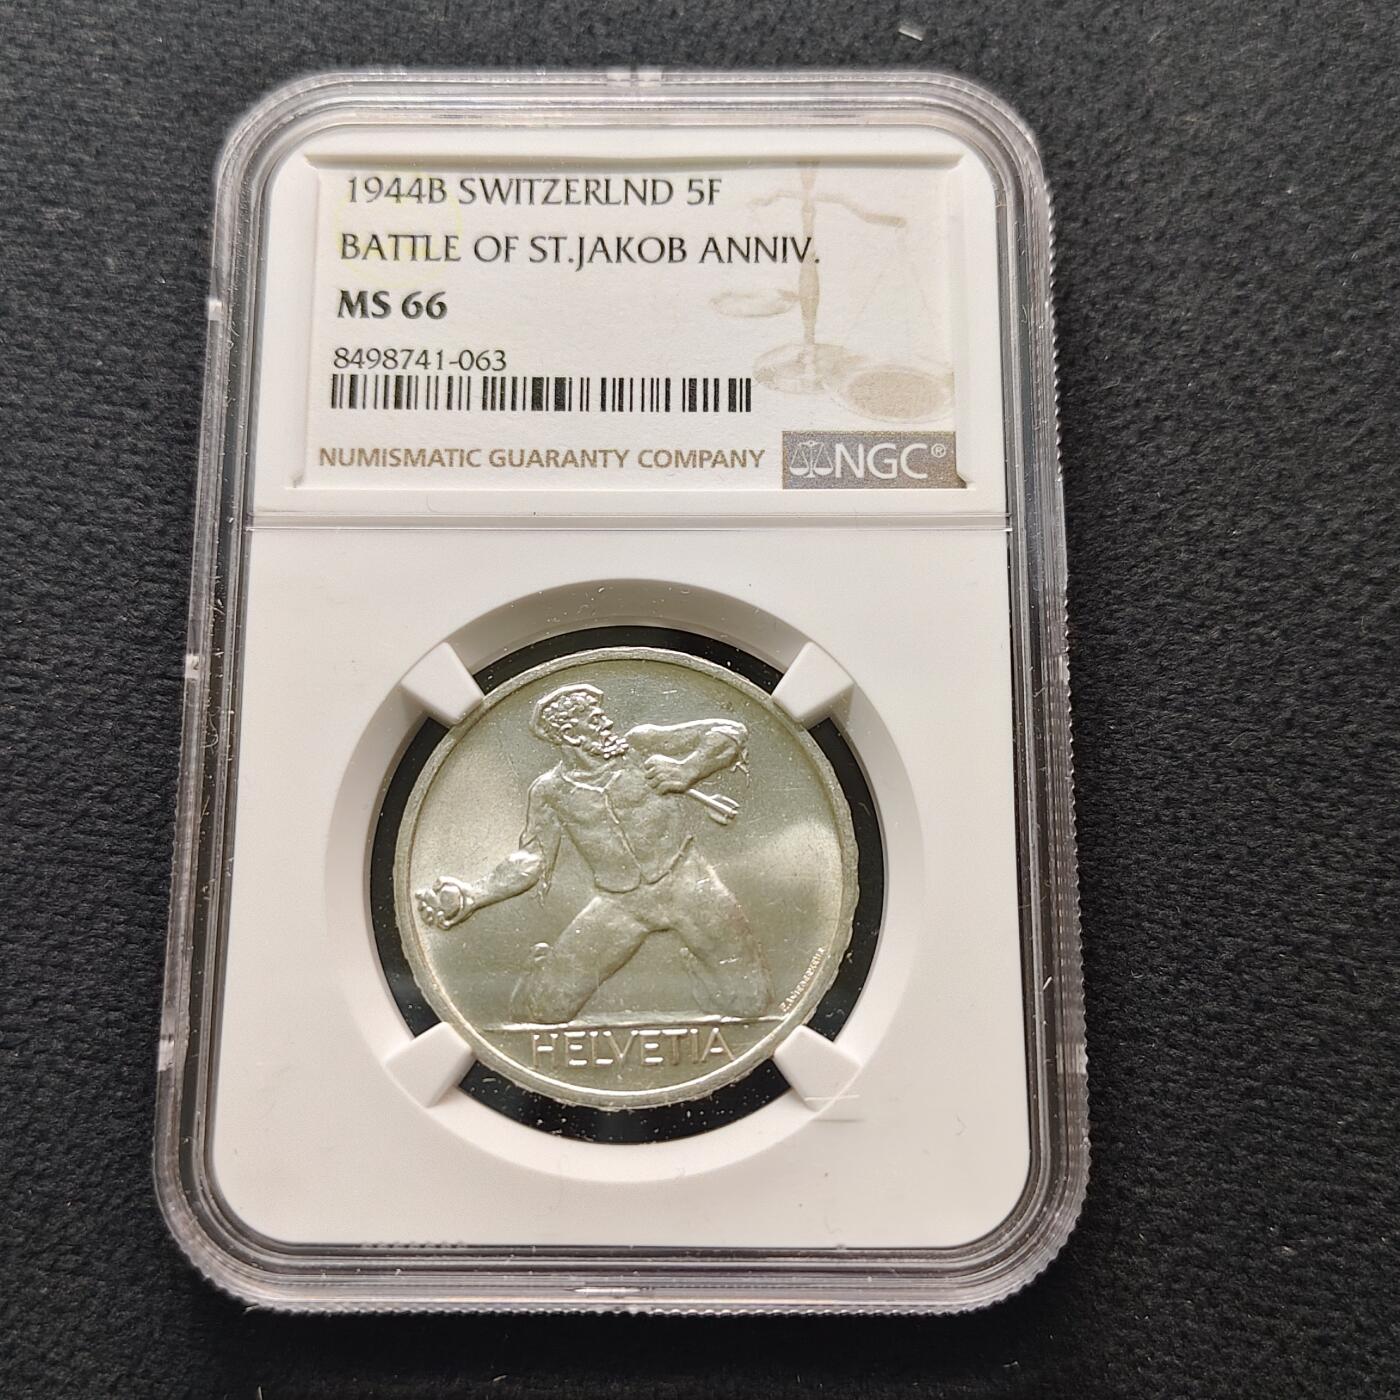 1944B SWITZERLND 5F
BATTLE OF ST.JAKOB ANNIV.
MS 66
8498741-063
NUMISMATIC GUARANTY COMPANY
NGC®
HELVETIA